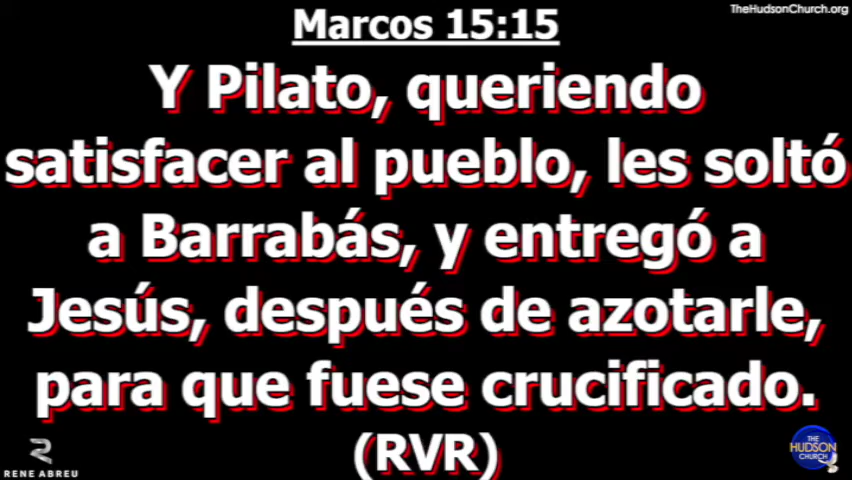 TheHudsonChurch.org
Marcos 15:15
Y Pilato, queriendo
satisfacer al pueblo, les soltó
a Barrabás, y entregó a
Jesús, después de azotarle,
para que fuese crucificado.
(RVR)
RENE ABREU
THE
HUDSON
CHURCH